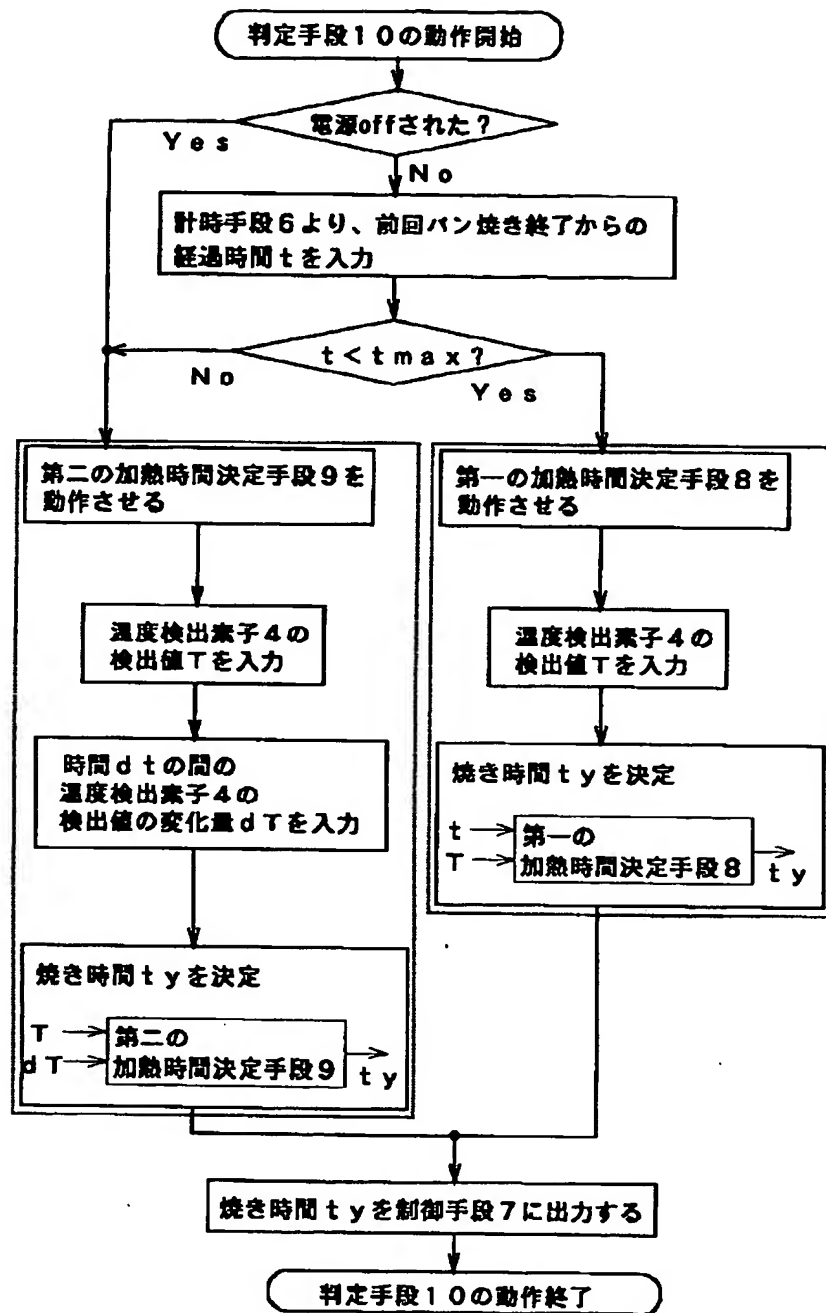 判定手段10の動作開始
電源offされた?
Yes
No
計時手段6より、前回パン焼き終了からの
経過時間tを入力
t<tmax?
No
Yes
第二の加熱時間決定手段9を
動作させる
温度検出素子4の
検出値Tを入力
時間dtの間の
温度検出素子4の
検出値の変化量dTを入力
焼き時間tyを決定
T
dT
第二の
加熱時間決定手段9
ty
第一の加熱時間決定手段8を
動作させる
温度検出素子4の
検出値Tを入力
焼き時間tyを決定
t
T
第一の
加熱時間決定手段8
ty
焼き時間tyを制御手段7に出力する
判定手段10の動作終了